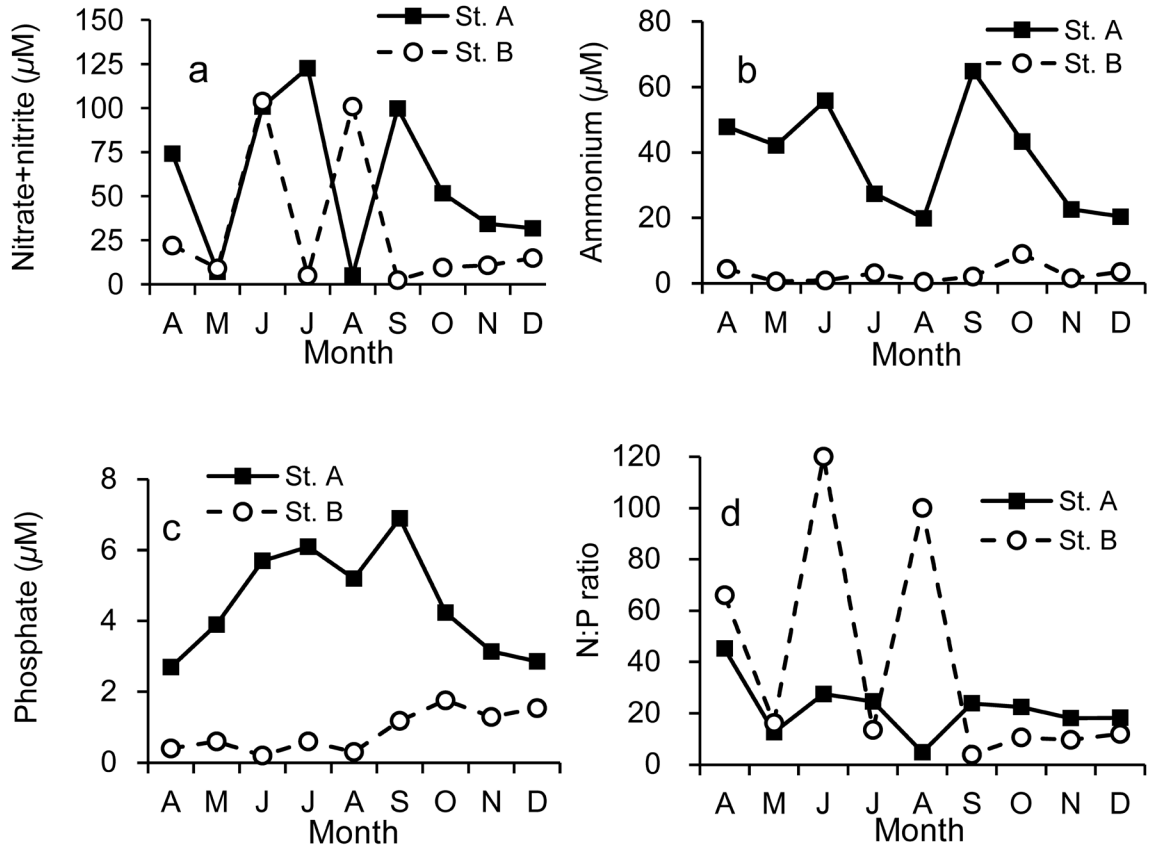 150
125
100
75
50
25
0
Nitrate+nitrite (µM)
a
St. A
St. B
A M J J A S O N D
Month
80
60
40
20
0
Ammonium (µM)
b
St. A
St. B
A M J J A S O N D
Month
8
6
4
2
0
Phosphate (µM)
c
St. A
St. B
A M J J A S O N D
Month
120
100
80
60
40
20
0
N:P ratio
d
St. A
St. B
A M J J A S O N D
Month